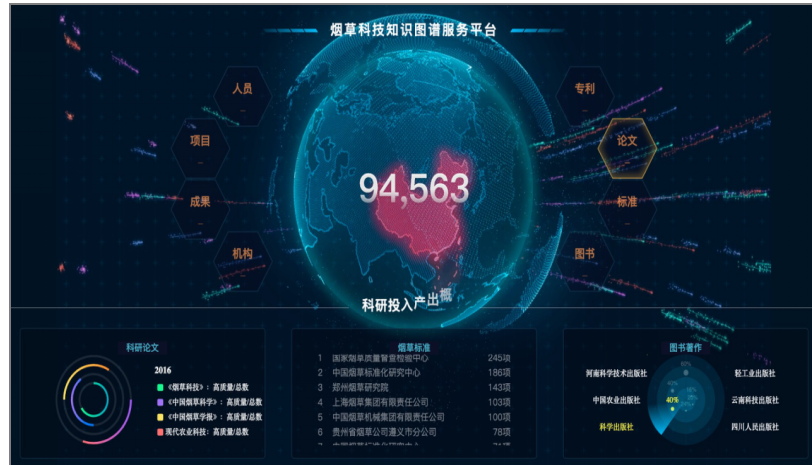 烟草科技知识图谱服务平台
人员
项目
成果
机构
专利
论文
标准
图书
94,563
科研投入产出概
科研论文
2016
《烟草科技》：高质量/总数
《中国烟草科学》：高质量/总数
《中国烟草学报》：高质量/总数
现代农业科技：高质量/总数
烟草标准
1 国家烟草质量督查检验中心 245项
2 中国烟草标准化研究中心 186项
3 郑州烟草研究院 143项
4 上海烟草集团有限责任公司 103项
5 中国烟草机械集团有限责任公司 100项
6 贵州省烟草公司遵义市分公司 78项
图书著作
河南科学技术出版社
中国农业出版社
科学出版社
轻工业出版社
云南科技出版社
四川人民出版社
40%